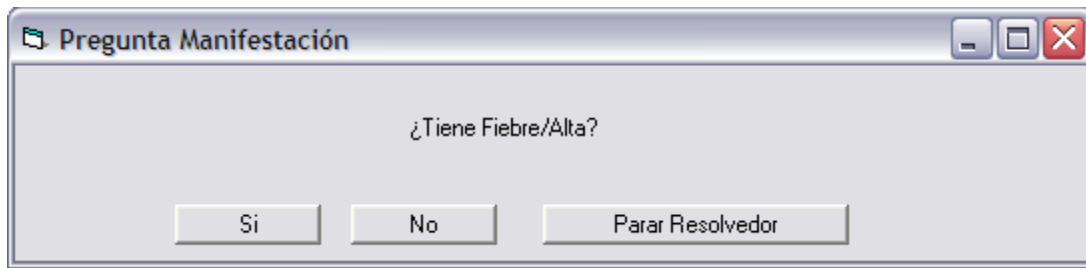 Pregunta Manifestación
¿Tiene Fiebre/Alta?
Si No Parar Resolvedor